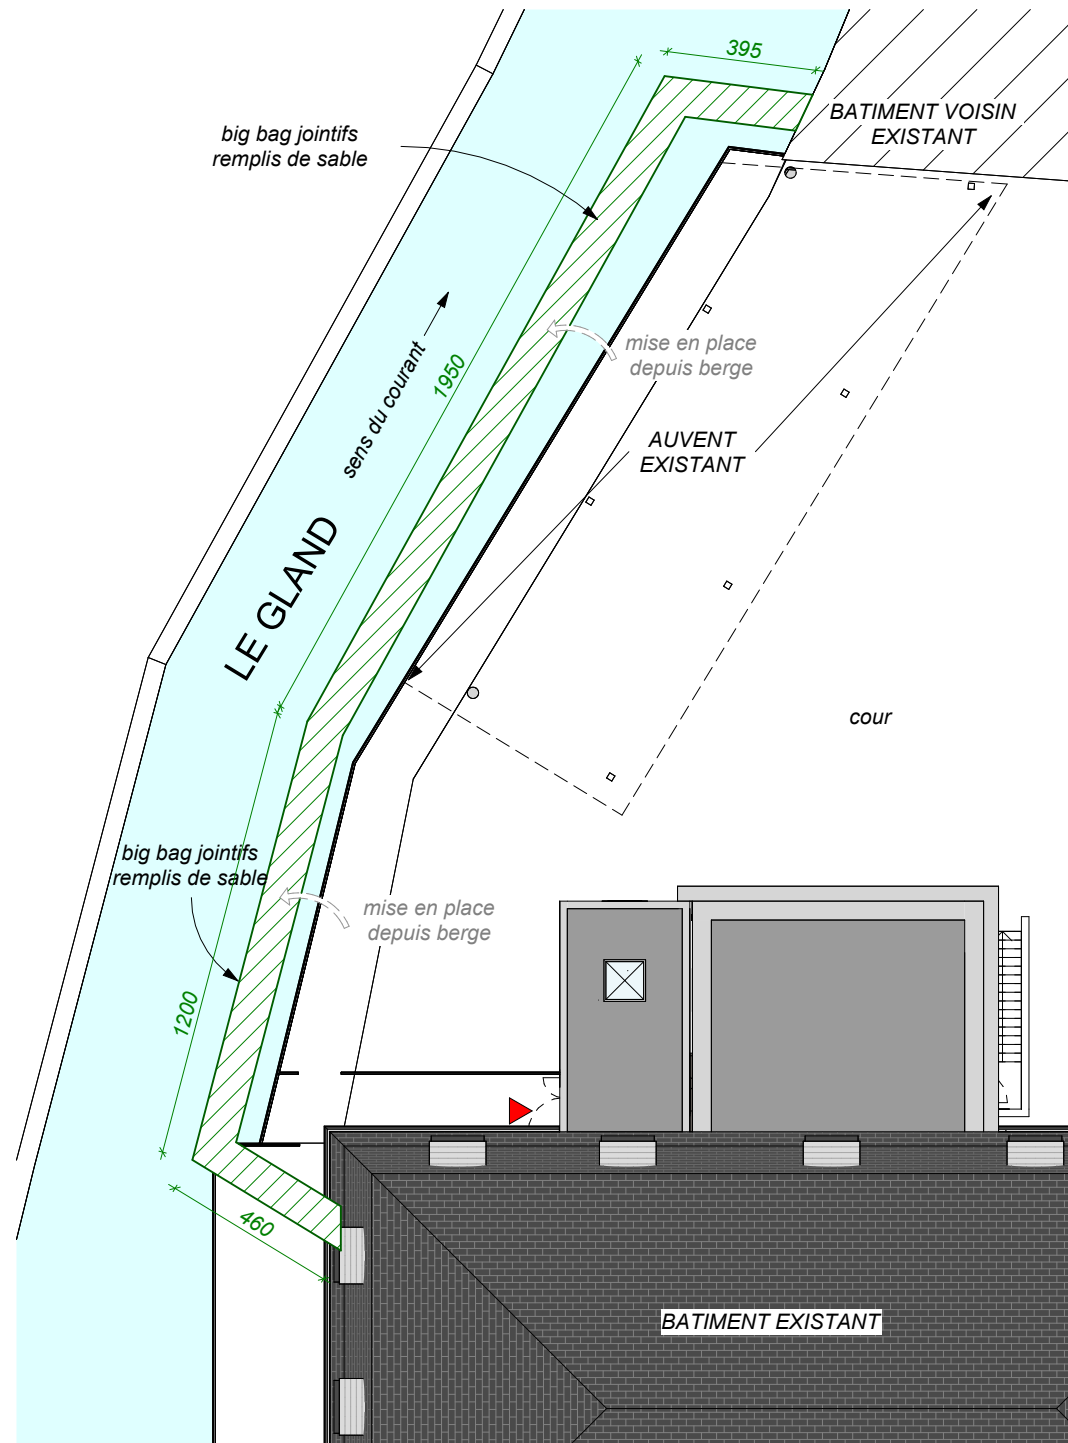 395
big bag jointifs
remplis de sable
BATIMENT VOISIN
EXISTANT
mise en place
depuis berge
1950
sens du courant
AUVENT
EXISTANT
LE GLAND
cour
big bag jointifs
remplis de sable
mise en place
depuis berge
1200
460
BATIMENT EXISTANT